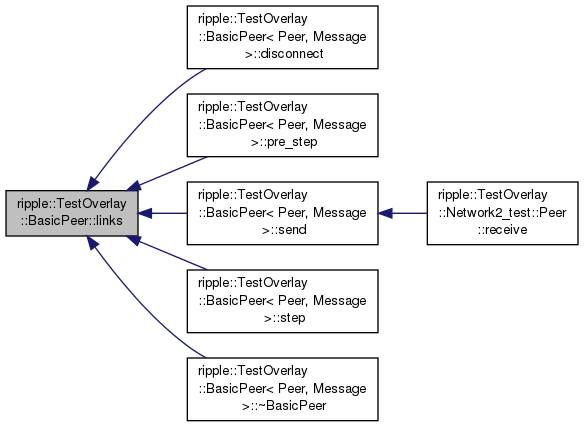 ripple::TestOverlay
::BasicPeer< Peer, Message
>::disconnect
ripple::TestOverlay
::BasicPeer< Peer, Message
>::pre_step
ripple::TestOverlay
::BasicPeer::links
ripple::TestOverlay
::BasicPeer< Peer, Message
>::send
ripple::TestOverlay
::Network2_test::Peer
::receive
ripple::TestOverlay
::BasicPeer< Peer, Message
>::step
ripple::TestOverlay
::BasicPeer< Peer, Message
>::~BasicPeer